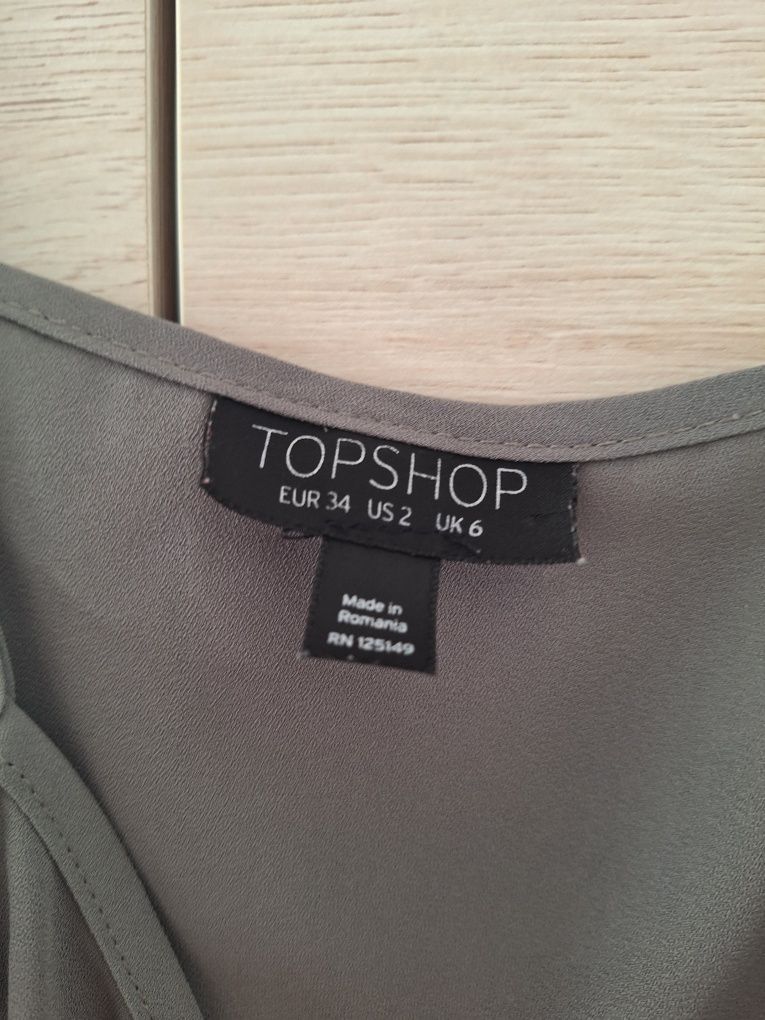 TOPSHOP
EUR 34 US 2 UK 6
Made in
Romania
RN 125149